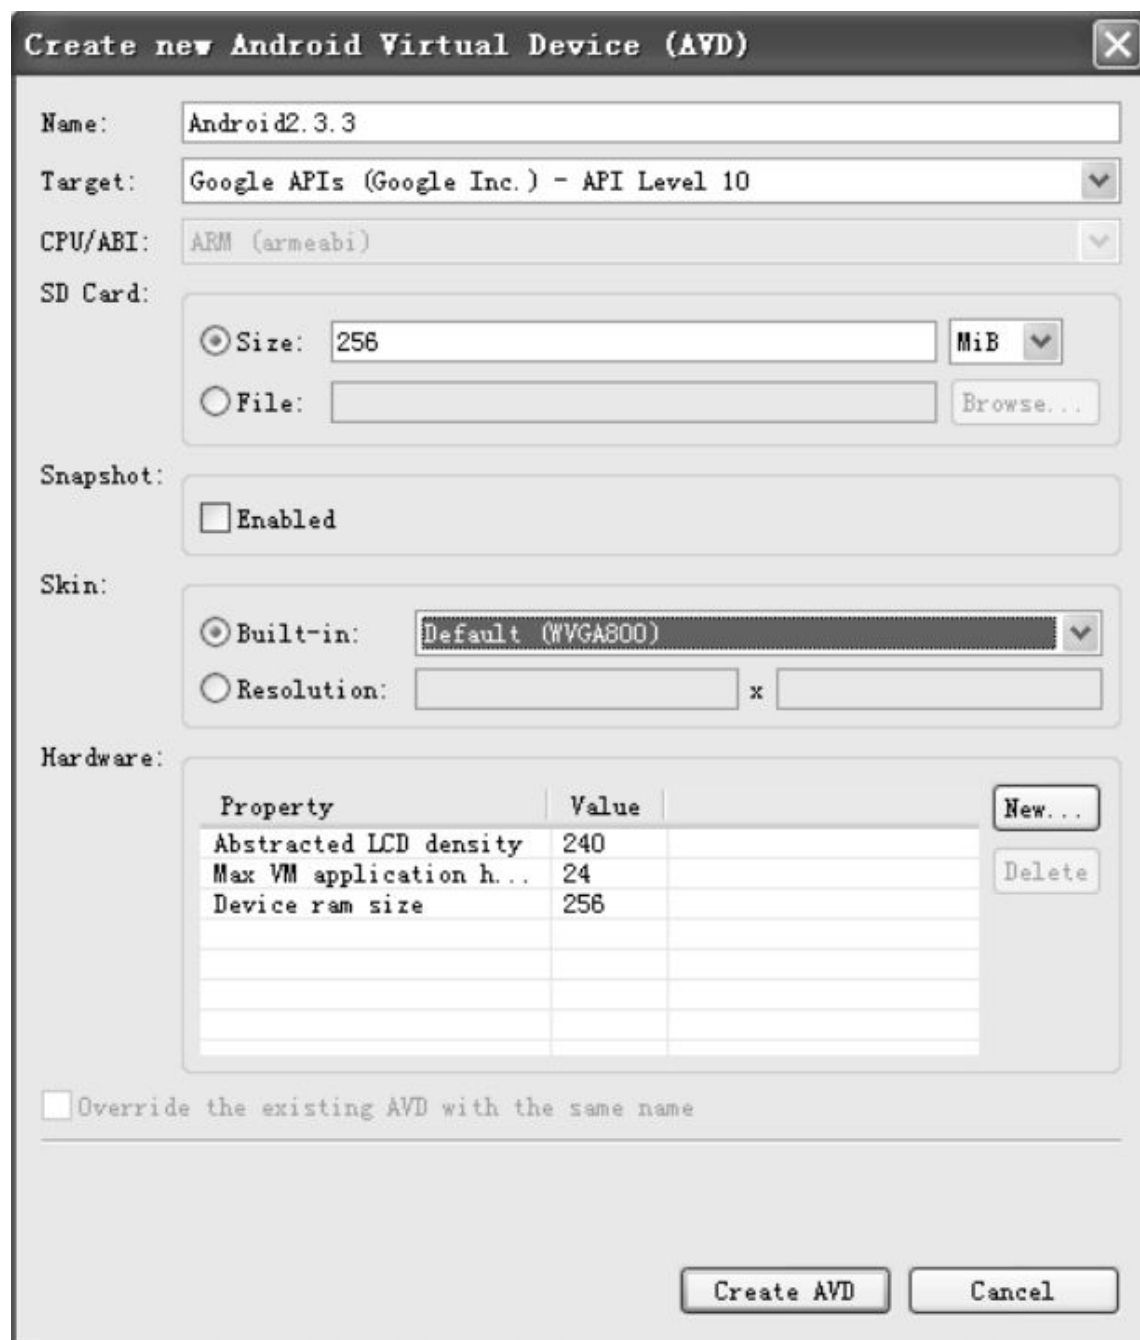 Create new Android Virtual Device (AVD)
Name: Android2.3.3
Target: Google APIs (Google Inc.) - API Level 10
CPU/ABI: ARM (armeabi)
SD Card:
Size: 256 MiB
File: Browse...
Snapshot:
Enabled
Skin:
Built-in: Default (WVGA800)
Resolution: x
Hardware:
Property Value New...
Abstracted LCD density 240
Max VM application h... 24 Delete
Device ram size 256
Override the existing AVD with the same name
Create AVD Cancel